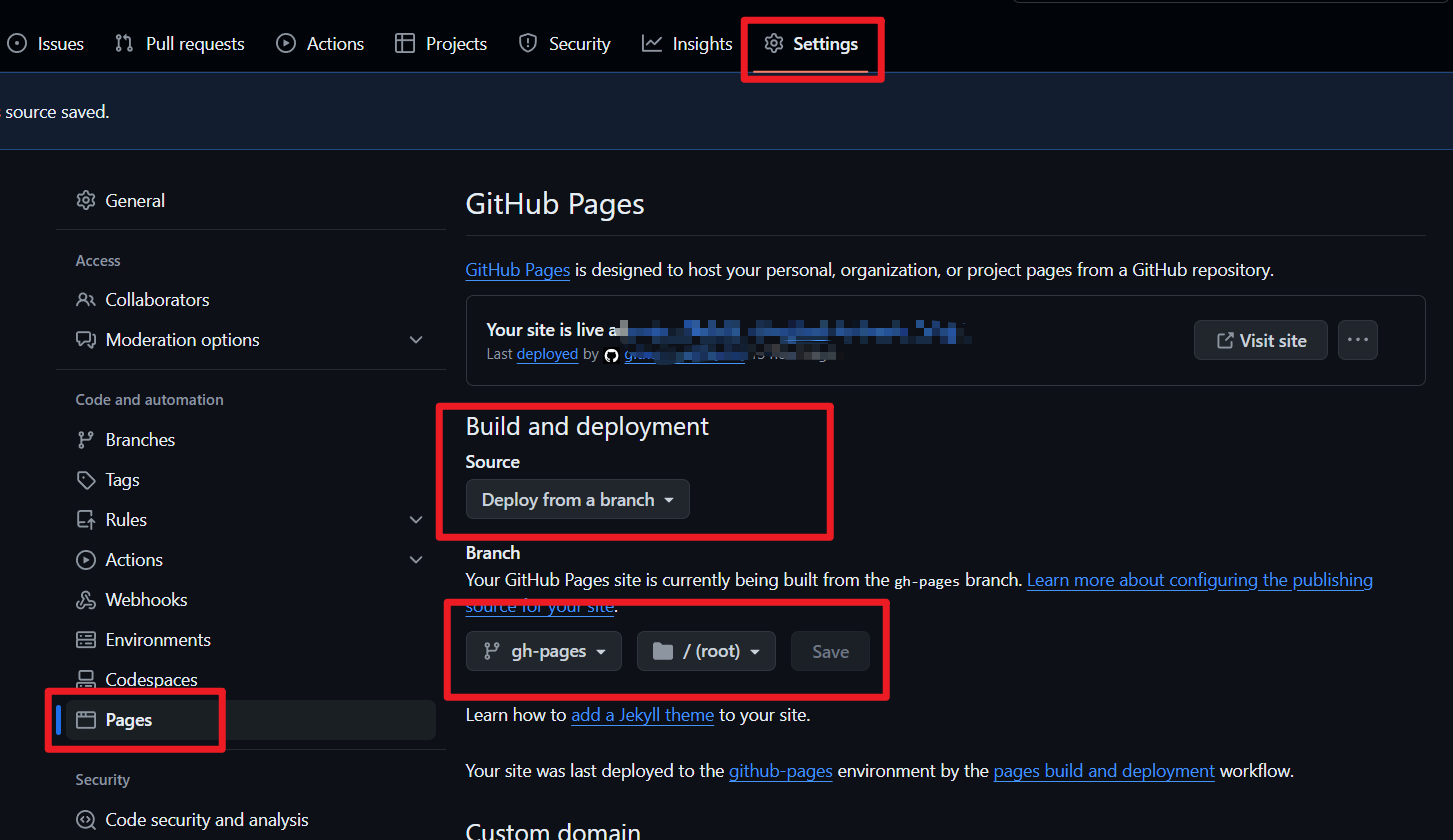 Issues Pull requests Actions Projects Security Insights Settings
source saved.
General
Access
Collaborators
Moderation options
Code and automation
Branches
Tags
Rules
Actions
Webhooks
Environments
Codespaces
Pages
Security
Code security and analysis
GitHub Pages
GitHub Pages is designed to host your personal, organization, or project pages from a GitHub repository.
Your site is live
Last deployed by
Visit site
Build and deployment
Source
Deploy from a branch
Branch
Your GitHub Pages site is currently being built from the gh-pages branch. Learn more about configuring the publishing
source for your site.
gh-pages / (root) Save
Learn how to add a Jekyll theme to your site.
Your site was last deployed to the github-pages environment by the pages build and deployment workflow.
Custom domain